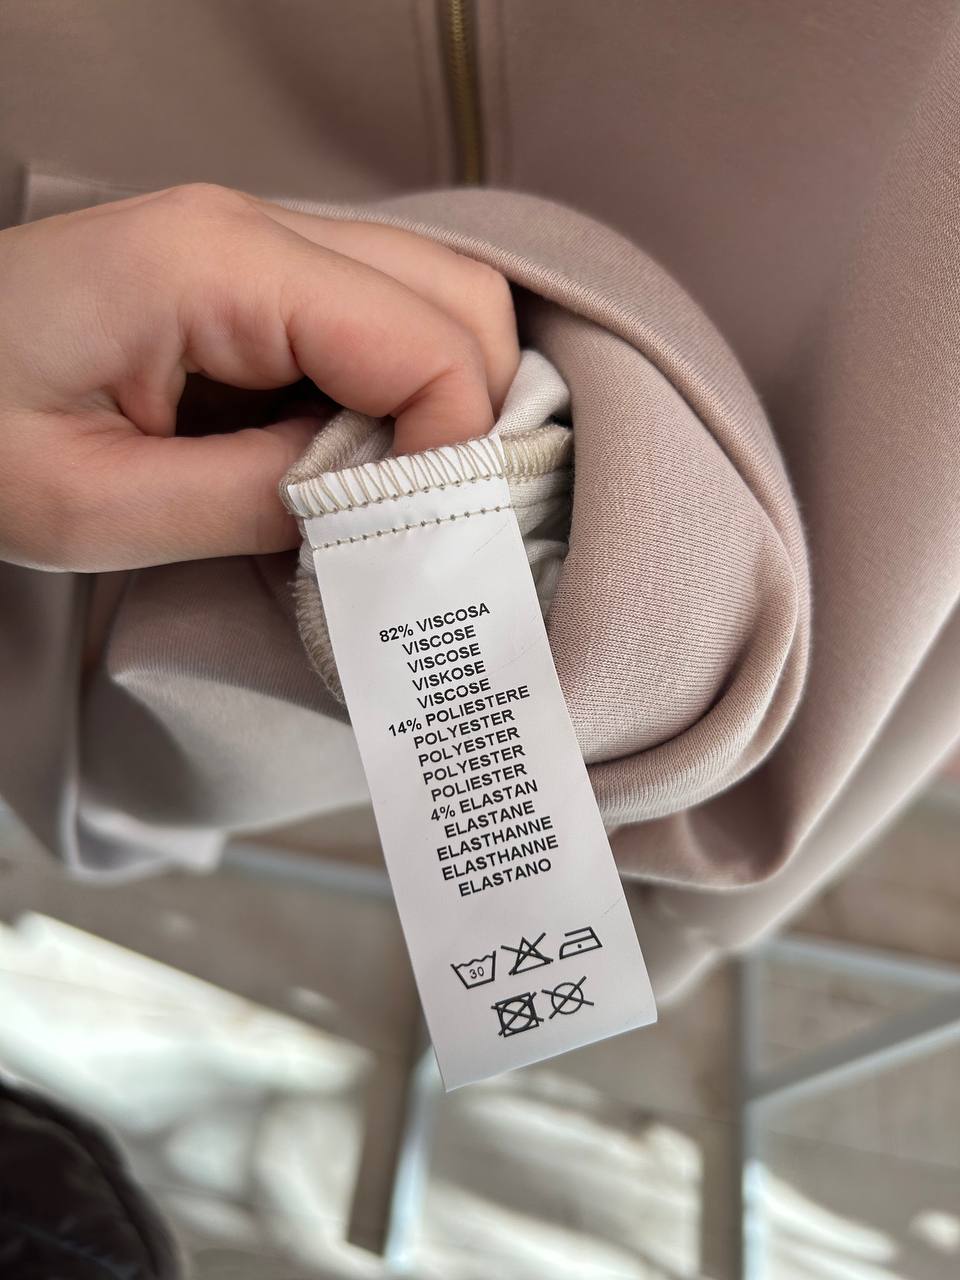 82% VISCOSA
VISCOSE
VISCOSE
VISKOSE
VISCOSE
14% POLIESTERE
POLYESTER
POLYESTER
POLYESTER
POLIESTER
4% ELASTAN
ELASTANE
ELASTHANNE
ELASTHANNE
ELASTANO
30